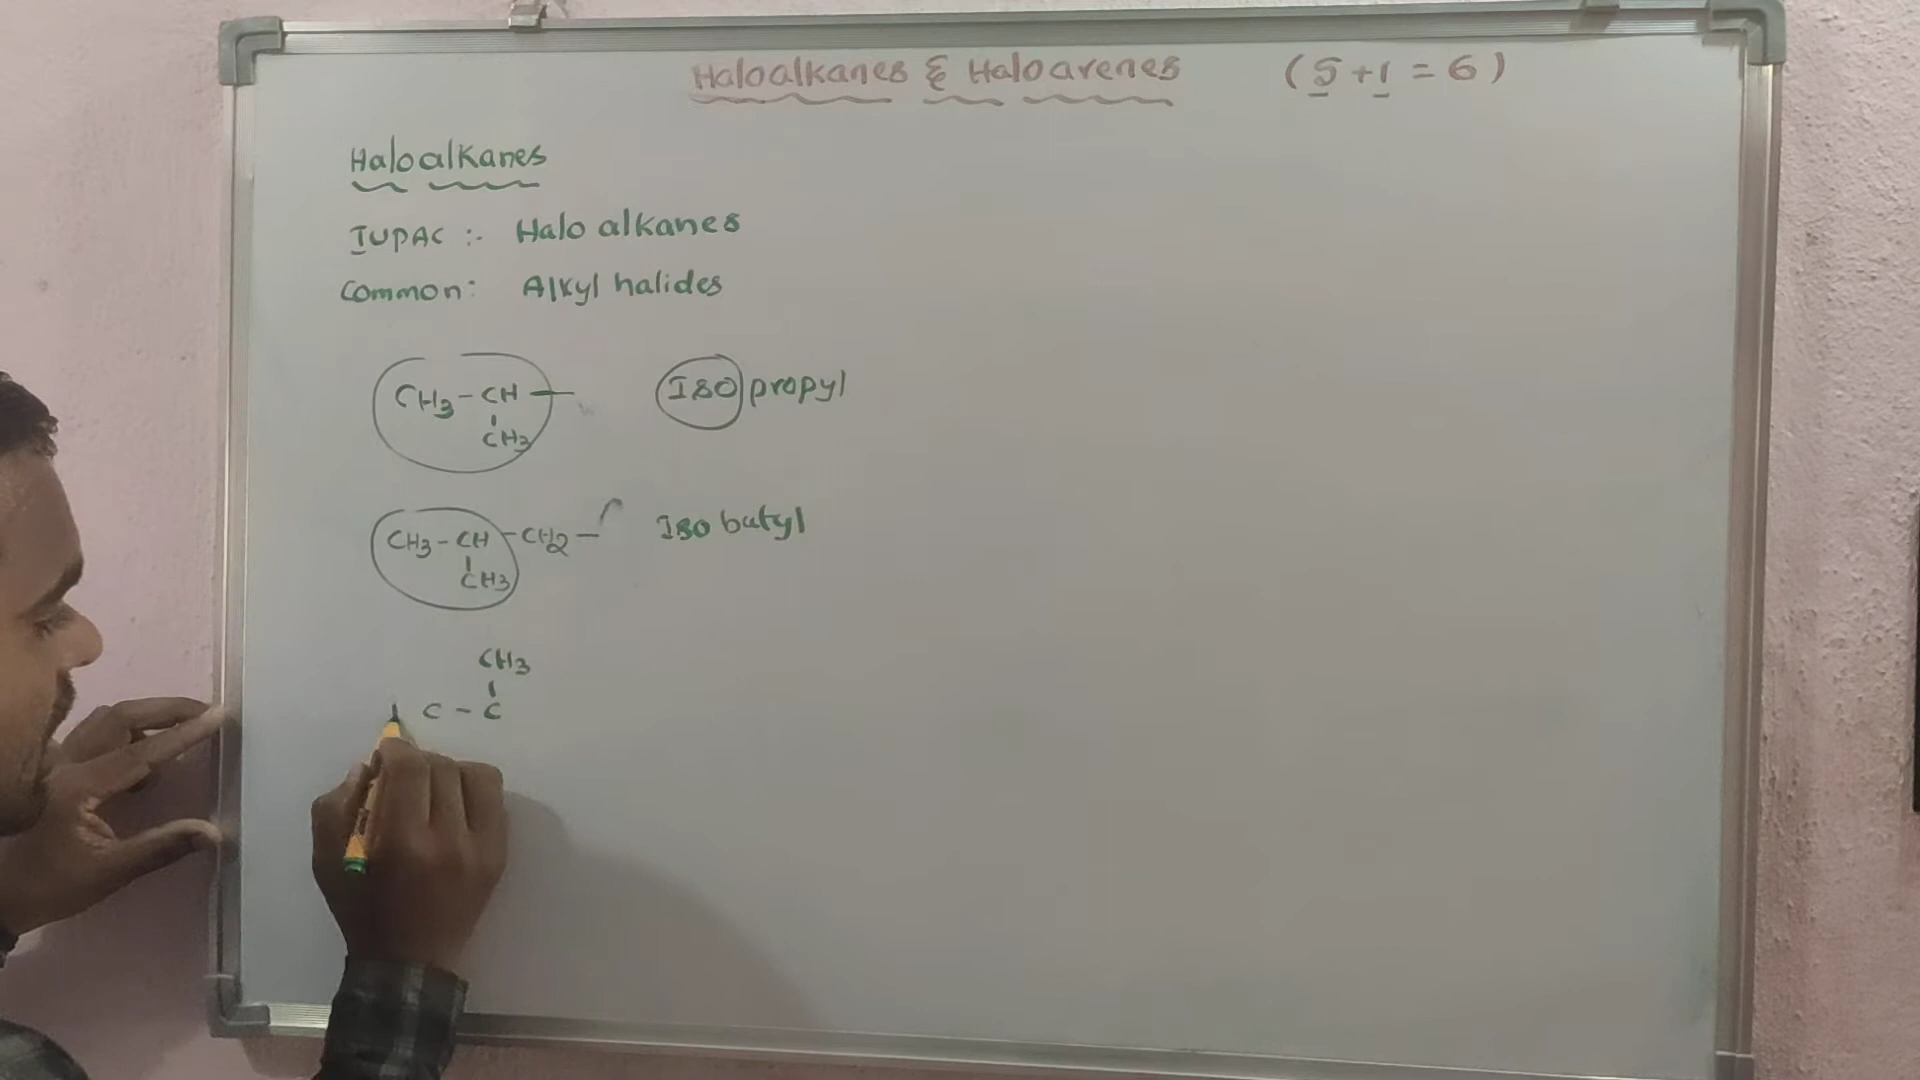 Haloalkanes & Haloarenes (5+1=6)
Haloalkanes
IUPAC :- Halo alkanes
Common: Alkyl halides
CH3-CH- Iso propyl
CH3
CH3-CH-CH2- Iso butyl
CH3
CH3
C-C